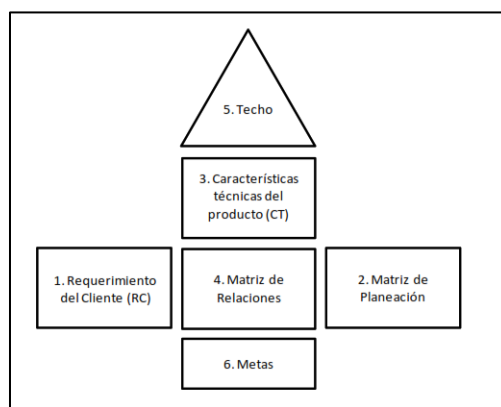 5. Techo
3. Características
técnicas del
producto (CT)
1. Requerimiento
del Cliente (RC)
4. Matriz de
Relaciones
2. Matriz de
Planeación
6. Metas